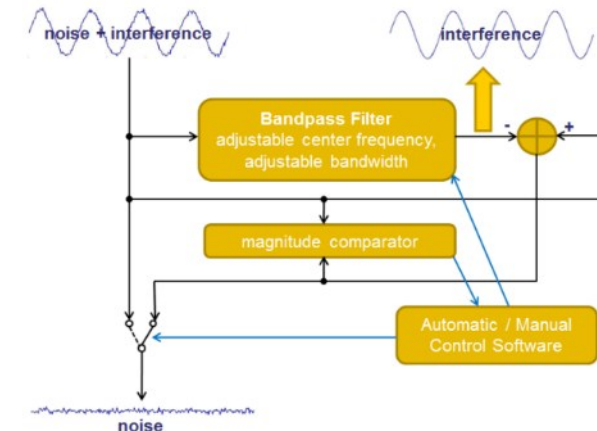 noise + interference
interference
Bandpass Filter
adjustable center frequency,
adjustable bandwidth
-
+
magnitude comparator
Automatic / Manual
Control Software
noise